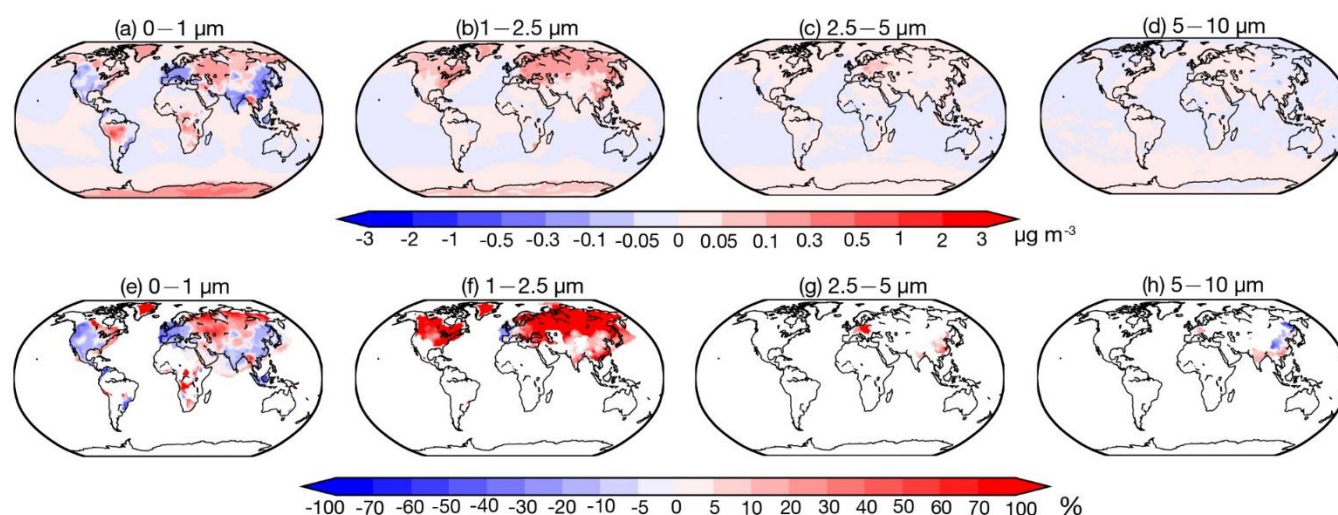 (a) 0—1 μm (b)1—2.5 μm (c) 2.5—5 μm (d) 5—10 μm
-3 -2 -1 -0.5 -0.3 -0.1 -0.05 0 0.05 0.1 0.3 0.5 1 2 3 μg m⁻³
(e) 0—1 μm (f) 1—2.5 μm (g) 2.5—5 μm (h) 5—10 μm
-100 -70 -60 -50 -40 -30 -20 -10 -5 0 5 10 20 30 40 60 70 100 %